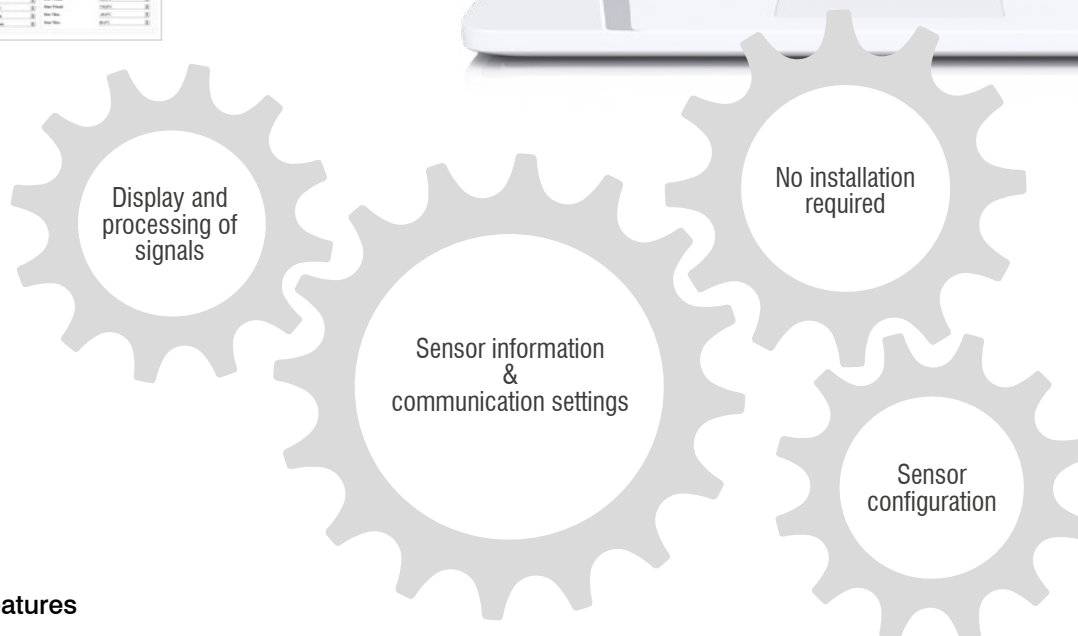 Display and
processing of
signals
No installation
required
Sensor information
&
communication settings
Sensor
configuration
atures